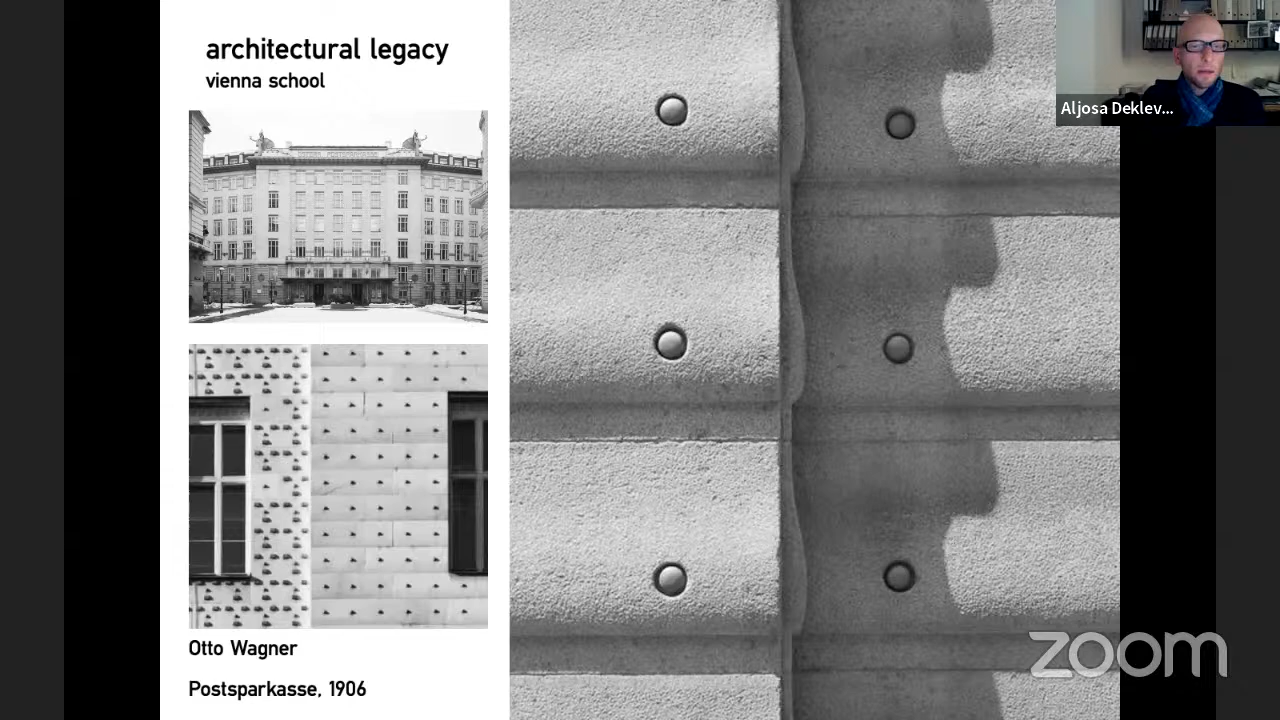 architectural legacy
vienna school
Otto Wagner
Postsparkasse, 1906
Aljosa Deklev...
zoom